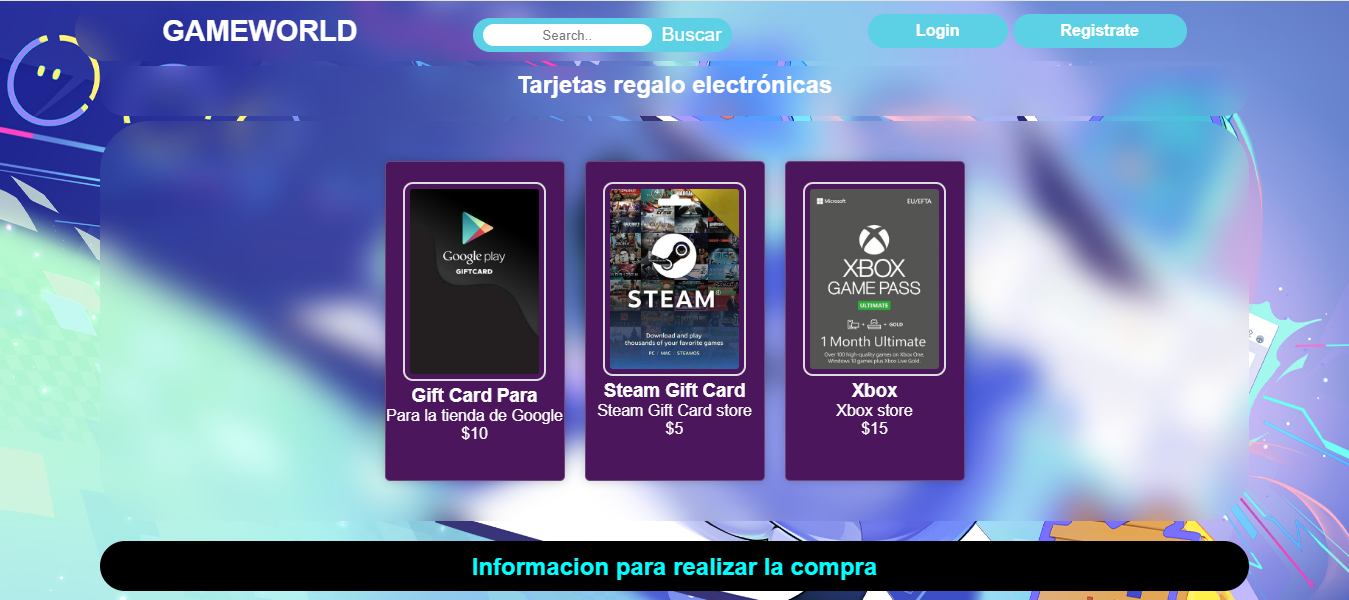 GAMEWORLD
Search..
Buscar
Login
Registrate
Tarjetas regalo electrónicas
Google play
GIFTCARD
Gift Card Para
Para la tienda de Google
$10
STEAM®
Download and play
thousands of your favorite games
PC | MAC | STEAMOS
Steam Gift Card
Steam Gift Card store
$5
Microsoft
EU/EFTA
XBOX
GAME PASS
ULTIMATE
+ + GOLD
1 Month Ultimate
Over 100 high-quality games on Xbox One,
Windows 10 games plus Xbox Live Gold.
Xbox
Xbox store
$15
Informacion para realizar la compra